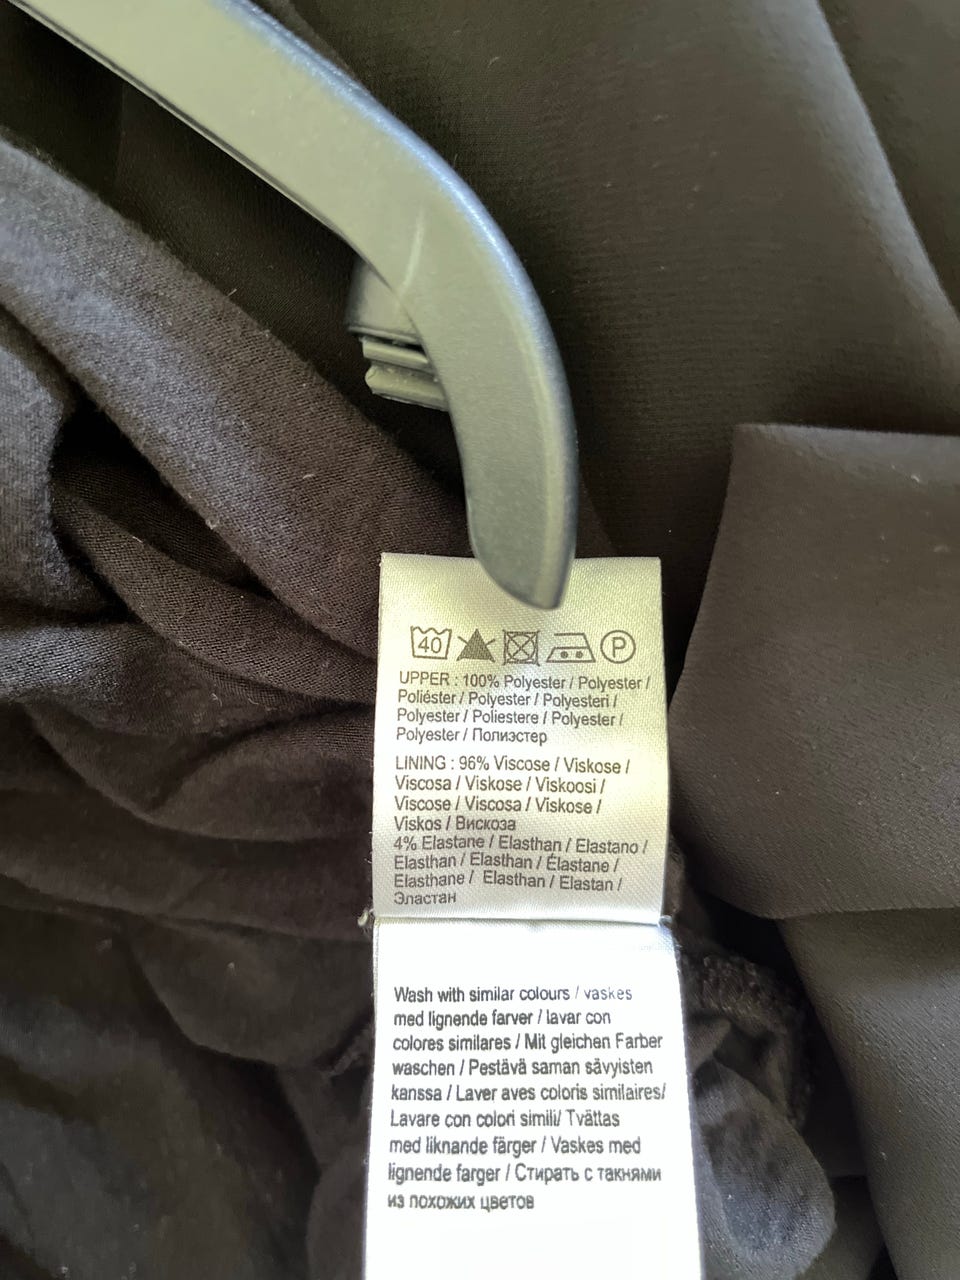 40 P
UPPER : 100% Polyester / Polyester /
Poliéster / Polyester / Polyesteri /
Polyester / Poliestere / Polyester /
Polyester / Полиэстер
LINING : 96% Viscose / Viskose /
Viscosa / Viskose / Viskoosi /
Viscose / Viscosa / Viskose /
Viskos / Вискоза
4% Elastane / Elasthan / Elastano /
Elasthan / Elasthan / Élastane /
Elasthane / Elasthan / Elastan /
Эластан
Wash with similar colours / vaskes
med lignende farver / lavar con
colores similares / Mit gleichen Farber
waschen / Pestävä saman sävyisten
kanssa / Laver aves coloris similaires/
Lavare con colori simili/ Tvättas
med liknande färger / Vaskes med
lignende farger / Стирать с такнями
из похожих цветов